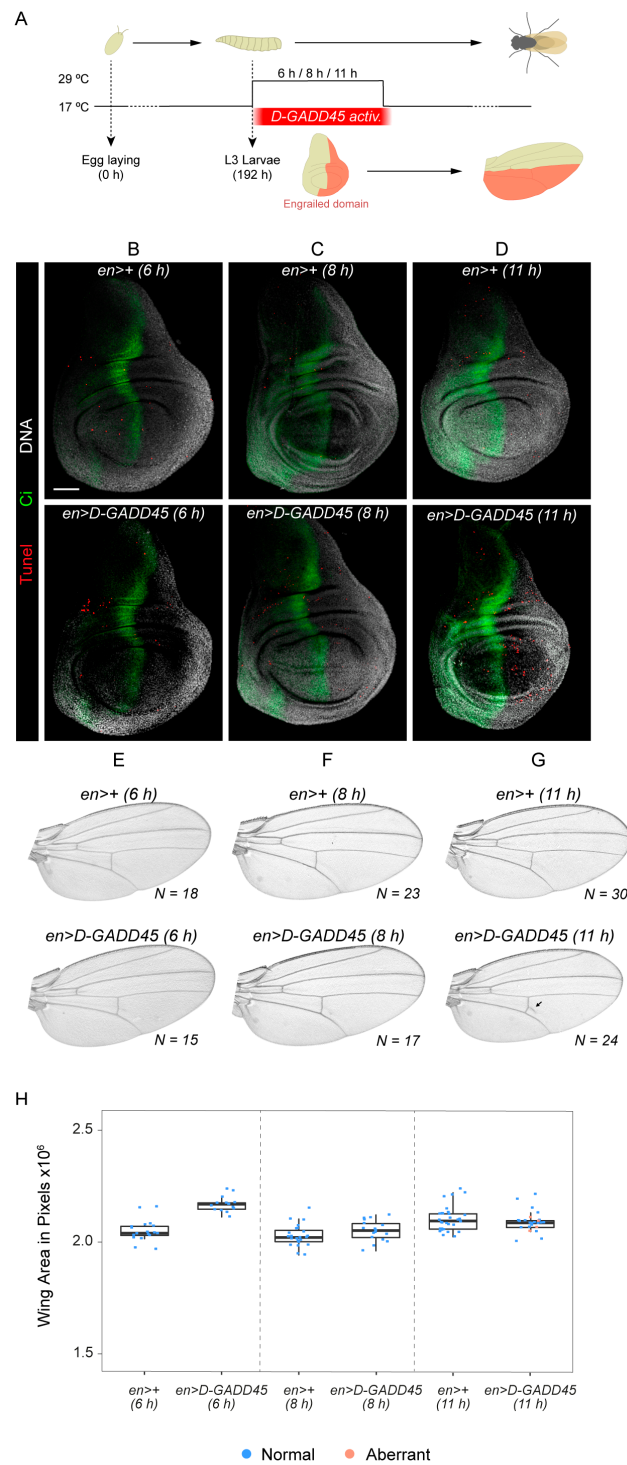 A
29 ºC
17 ºC
6 h / 8 h / 11 h
D-GADD45 activ.
Egg laying
(0 h)
L3 Larvae
(192 h)
Engrailed domain
B
C
D
Tunel Ci DNA
en>+ (6 h)
en>+ (8 h)
en>+ (11 h)
en>D-GADD45 (6 h)
en>D-GADD45 (8 h)
en>D-GADD45 (11 h)
E
F
G
en>+ (6 h)
en>+ (8 h)
en>+ (11 h)
N = 18
N = 23
N = 30
en>D-GADD45 (6 h)
en>D-GADD45 (8 h)
en>D-GADD45 (11 h)
N = 15
N = 17
N = 24
H
Wing Area in Pixels x10⁶
2.5
2.0
1.5
en>+
(6 h)
en>D-GADD45
(6 h)
en>+
(8 h)
en>D-GADD45
(8 h)
en>+
(11 h)
en>D-GADD45
(11 h)
Normal
Aberrant